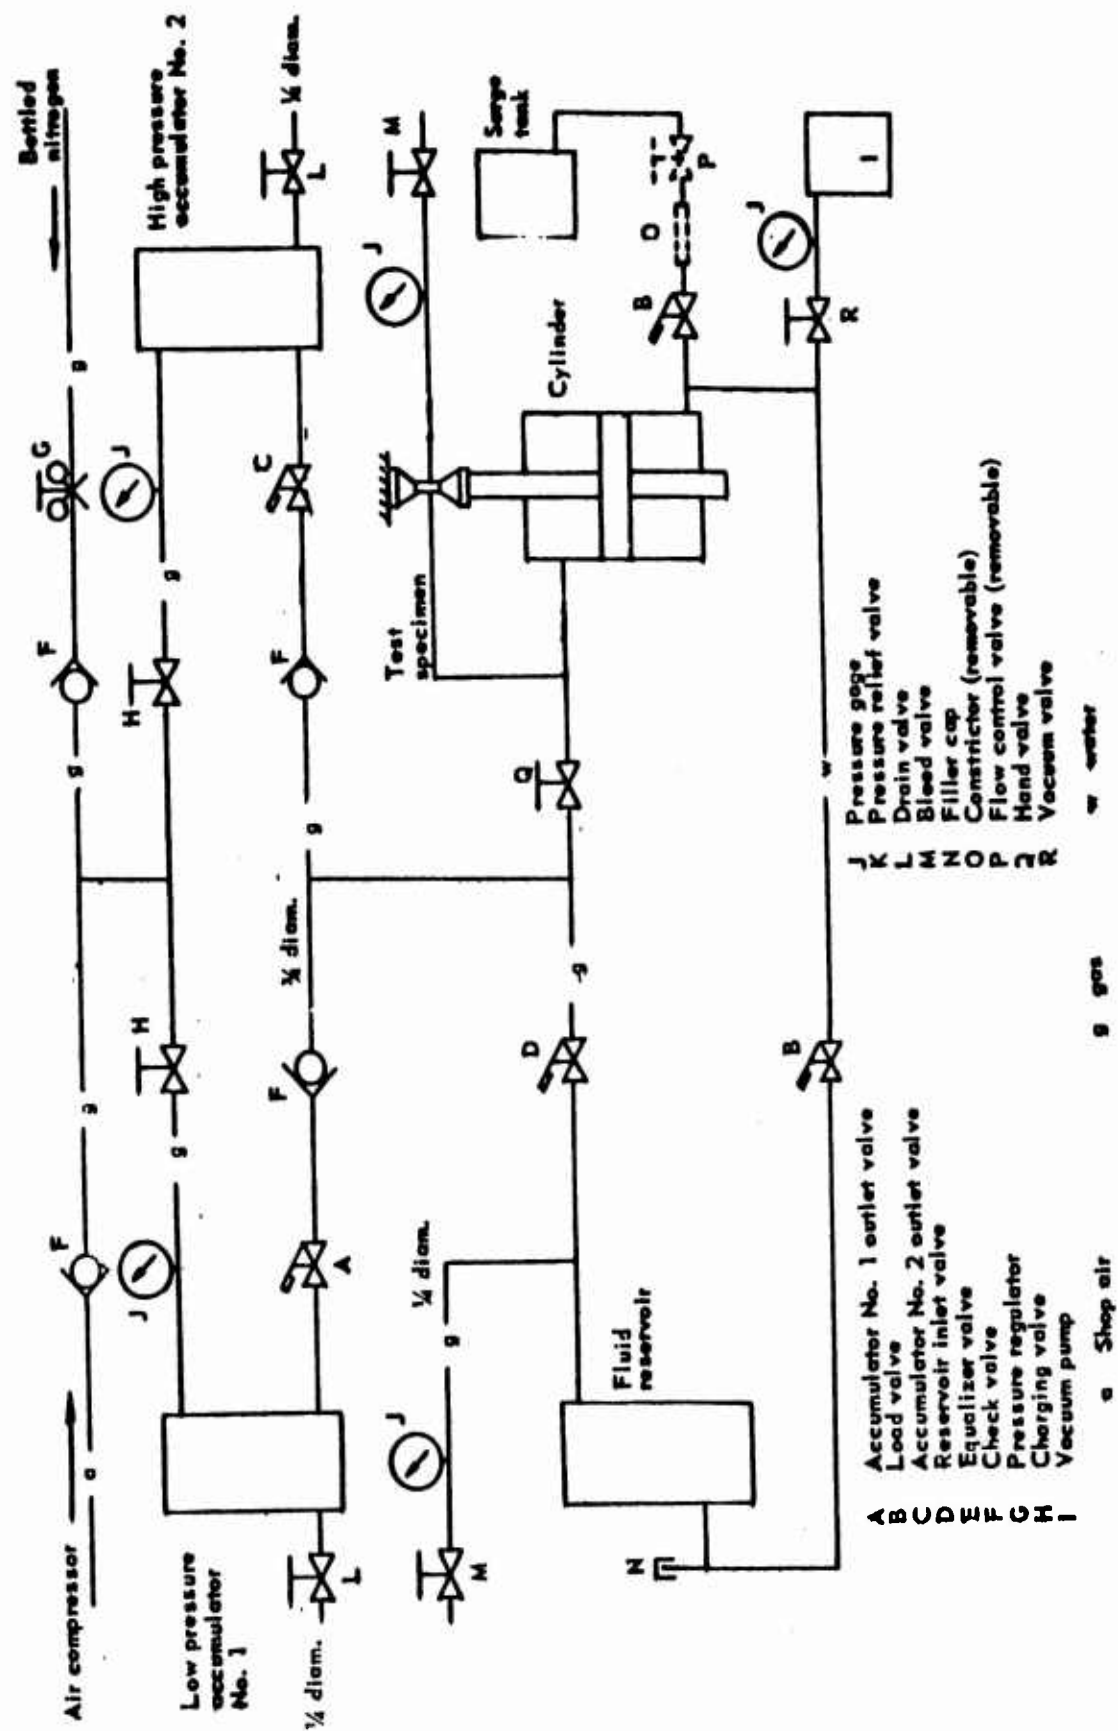 Air compressor
a
F
g
g
F
g
G
g
Bottled
nitrogen
J
g
H
H
g
J
High pressure
accumulator No. 2
Low pressure
accumulator
No. 1
L
¼ diam.
A
F
¾ diam.
g
F
C
L
¼ diam.
M
J
g
¼ diam.
Test
specimen
J
M
Fluid
reservoir
D
g
Q
Cylinder
Surge
tank
B
O
P
N
B
w
R
J
I
A Accumulator No. 1 outlet valve
B Load valve
C Accumulator No. 2 outlet valve
D Reservoir inlet valve
E Equalizer valve
F Check valve
G Pressure regulator
H Charging valve
I Vacuum pump
J Pressure gage
K Pressure relief valve
L Drain valve
M Bleed valve
N Filler cap
O Constrictor (removable)
P Flow control valve (removable)
Q Hand valve
R Vacuum valve
a Shop air
g gas
w water